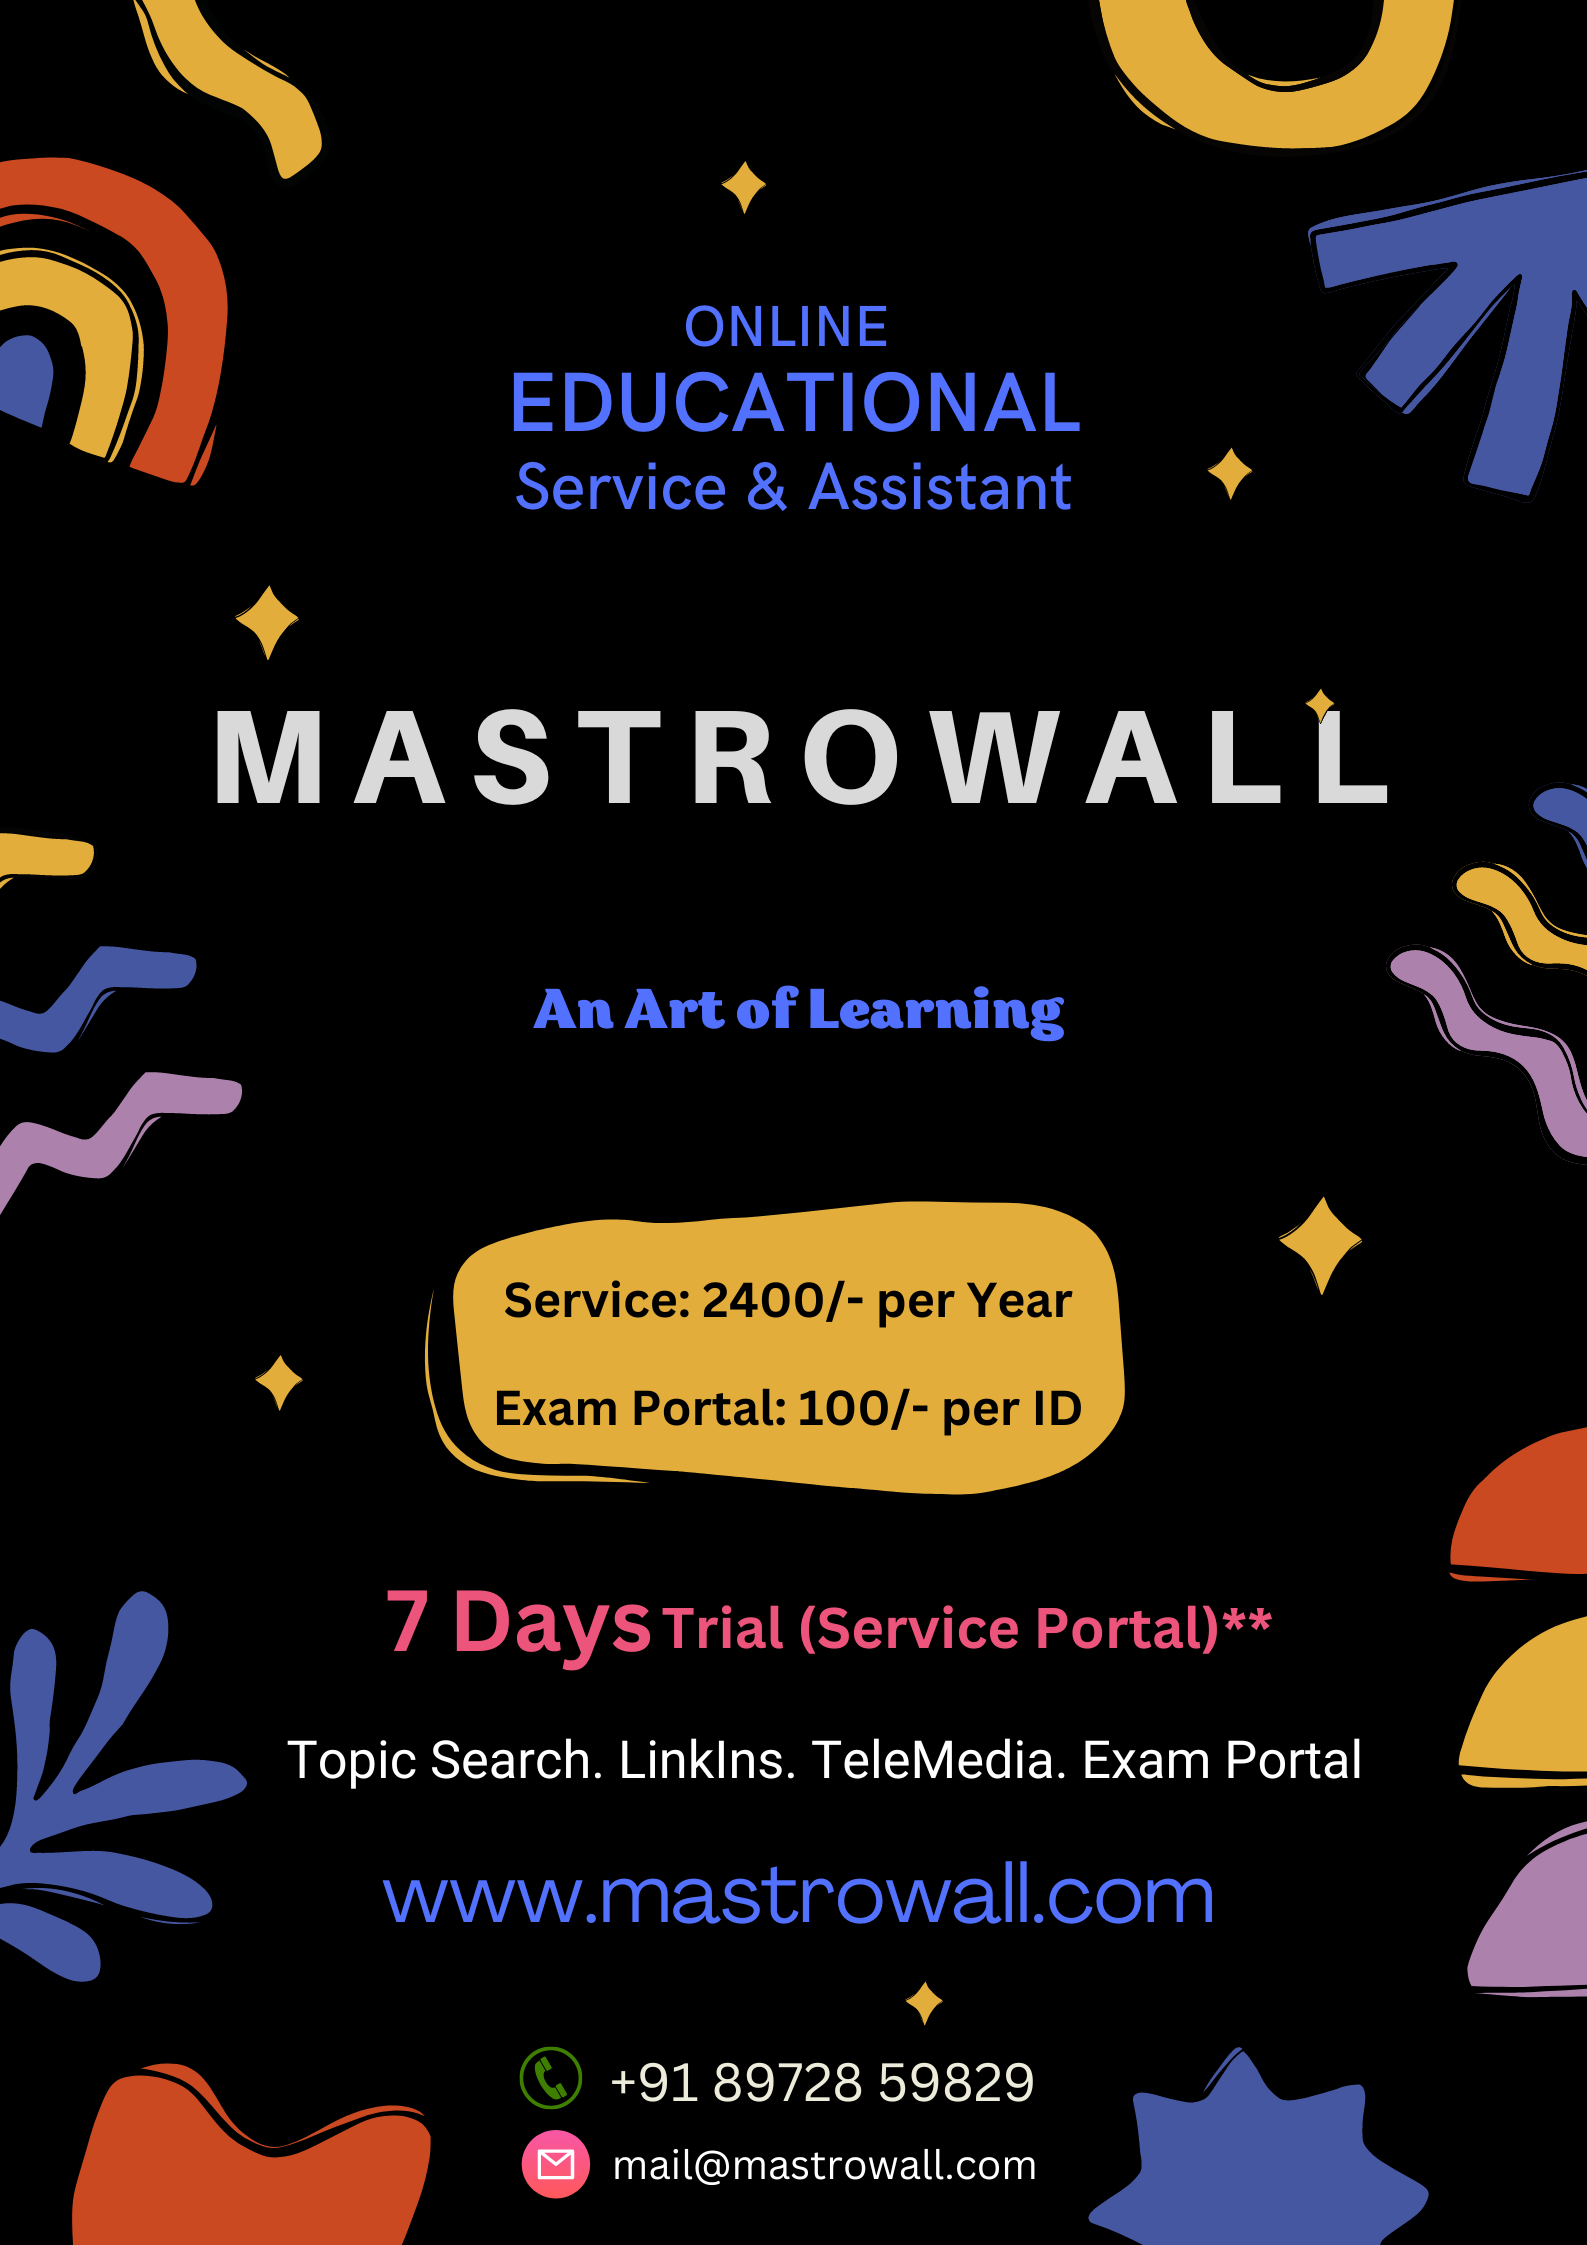 ONLINE
EDUCATIONAL
Service & Assistant
MASTROWALL
An Art of Learning
Service: 2400/- per Year
Exam Portal: 100/- per ID
7 Days Trial (Service Portal)**
Topic Search. LinkIns. TeleMedia. Exam Portal
www.mastrowall.com
+91 89728 59829
mail@mastrowall.com